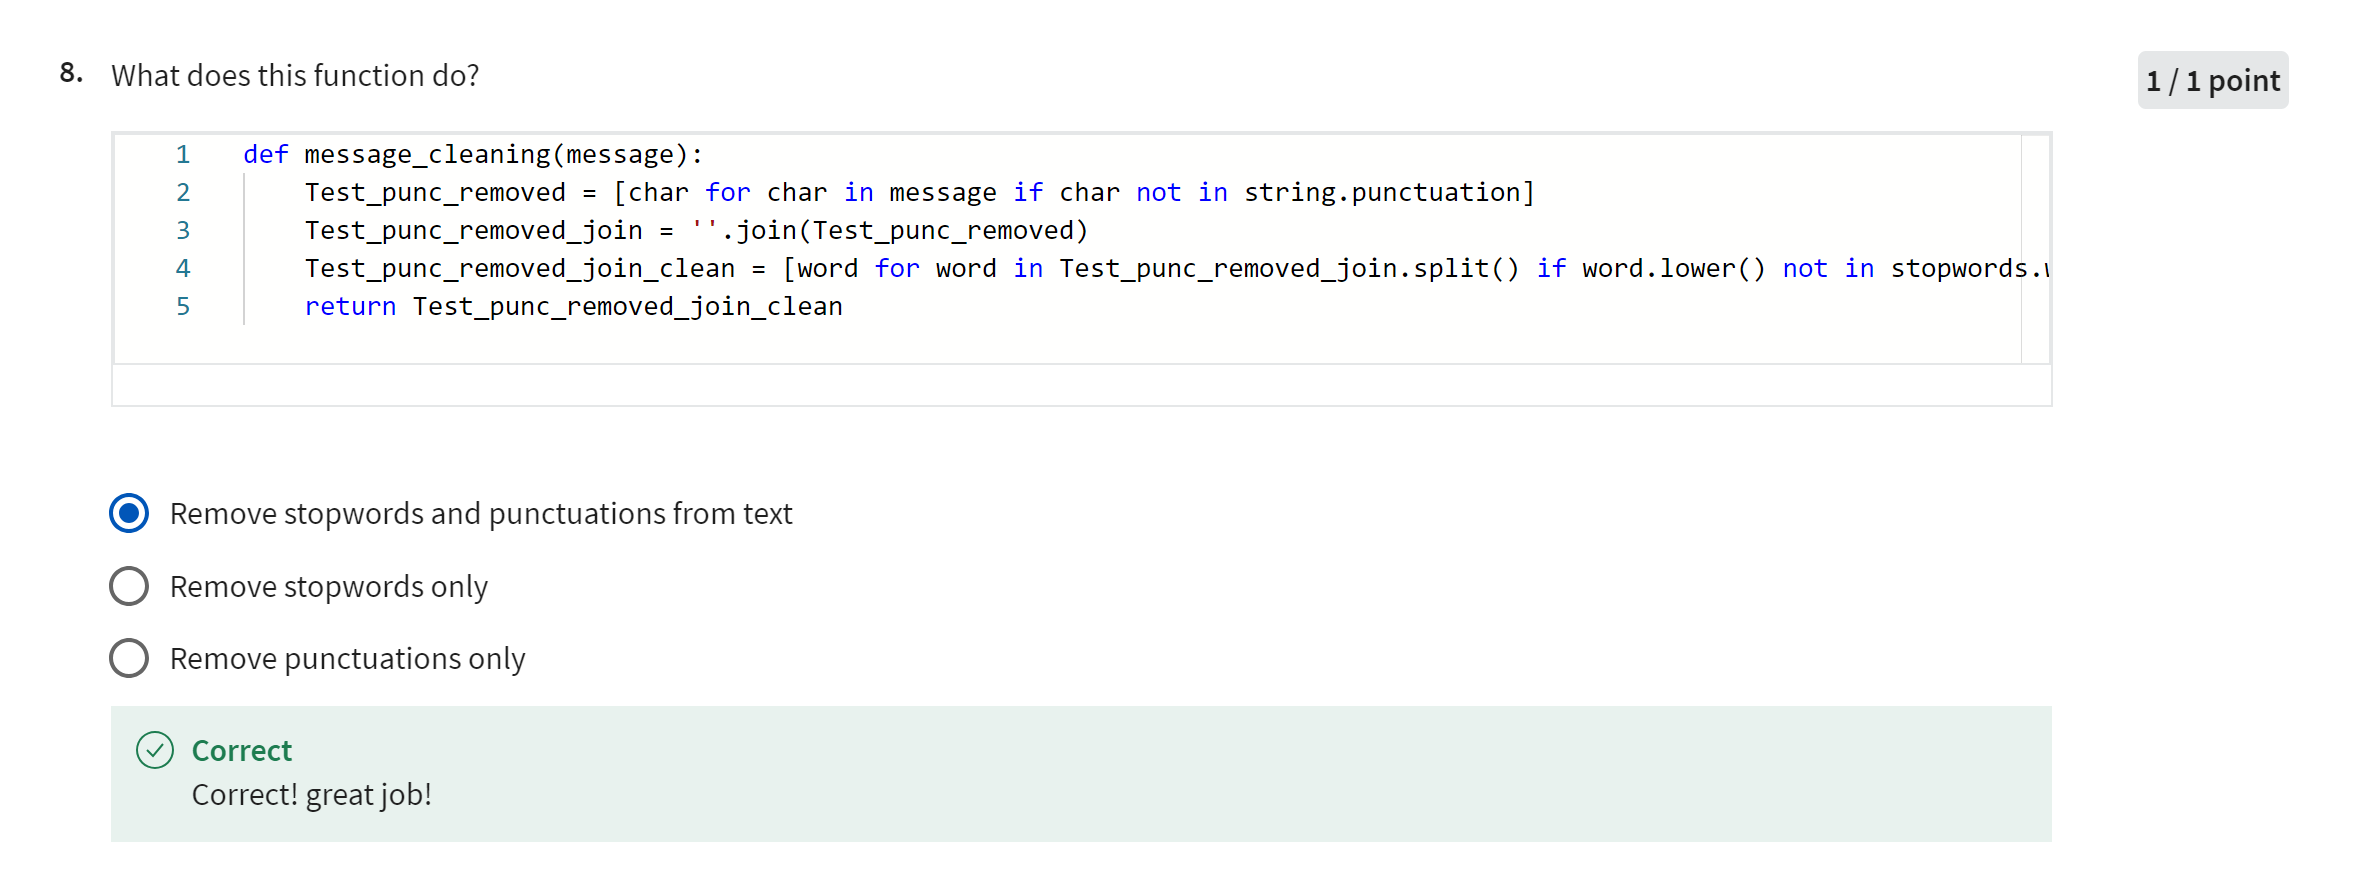 8. What does this function do?
1 / 1 point
1 def message_cleaning(message):
2 Test_punc_removed = [char for char in message if char not in string.punctuation]
3 Test_punc_removed_join = ''.join(Test_punc_removed)
4 Test_punc_removed_join_clean = [word for word in Test_punc_removed_join.split() if word.lower() not in stopwords.
5 return Test_punc_removed_join_clean
Remove stopwords and punctuations from text
Remove stopwords only
Remove punctuations only
Correct
Correct! great job!